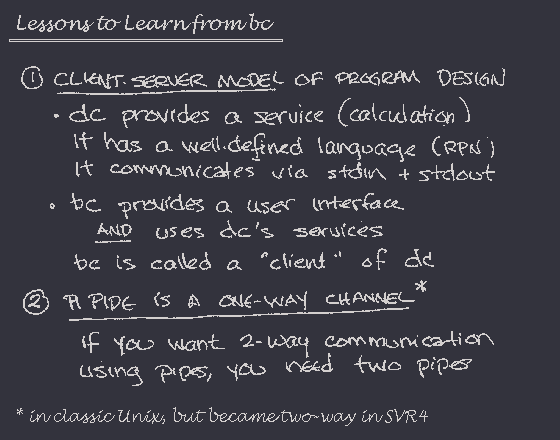 Lessons to Learn from bc
① CLIENT-SERVER MODEL OF PROGRAM DESIGN
• dc provides a service (calculation)
it has a well-defined language (RPN)
it communicates via stdin + stdout
• bc provides a user interface
AND uses dc's services
bc is called a "client" of dc
② A PIPE IS A ONE-WAY CHANNEL*
if you want 2-way communication
using pipes, you need two pipes
* in classic Unix, but became two-way in SVR4